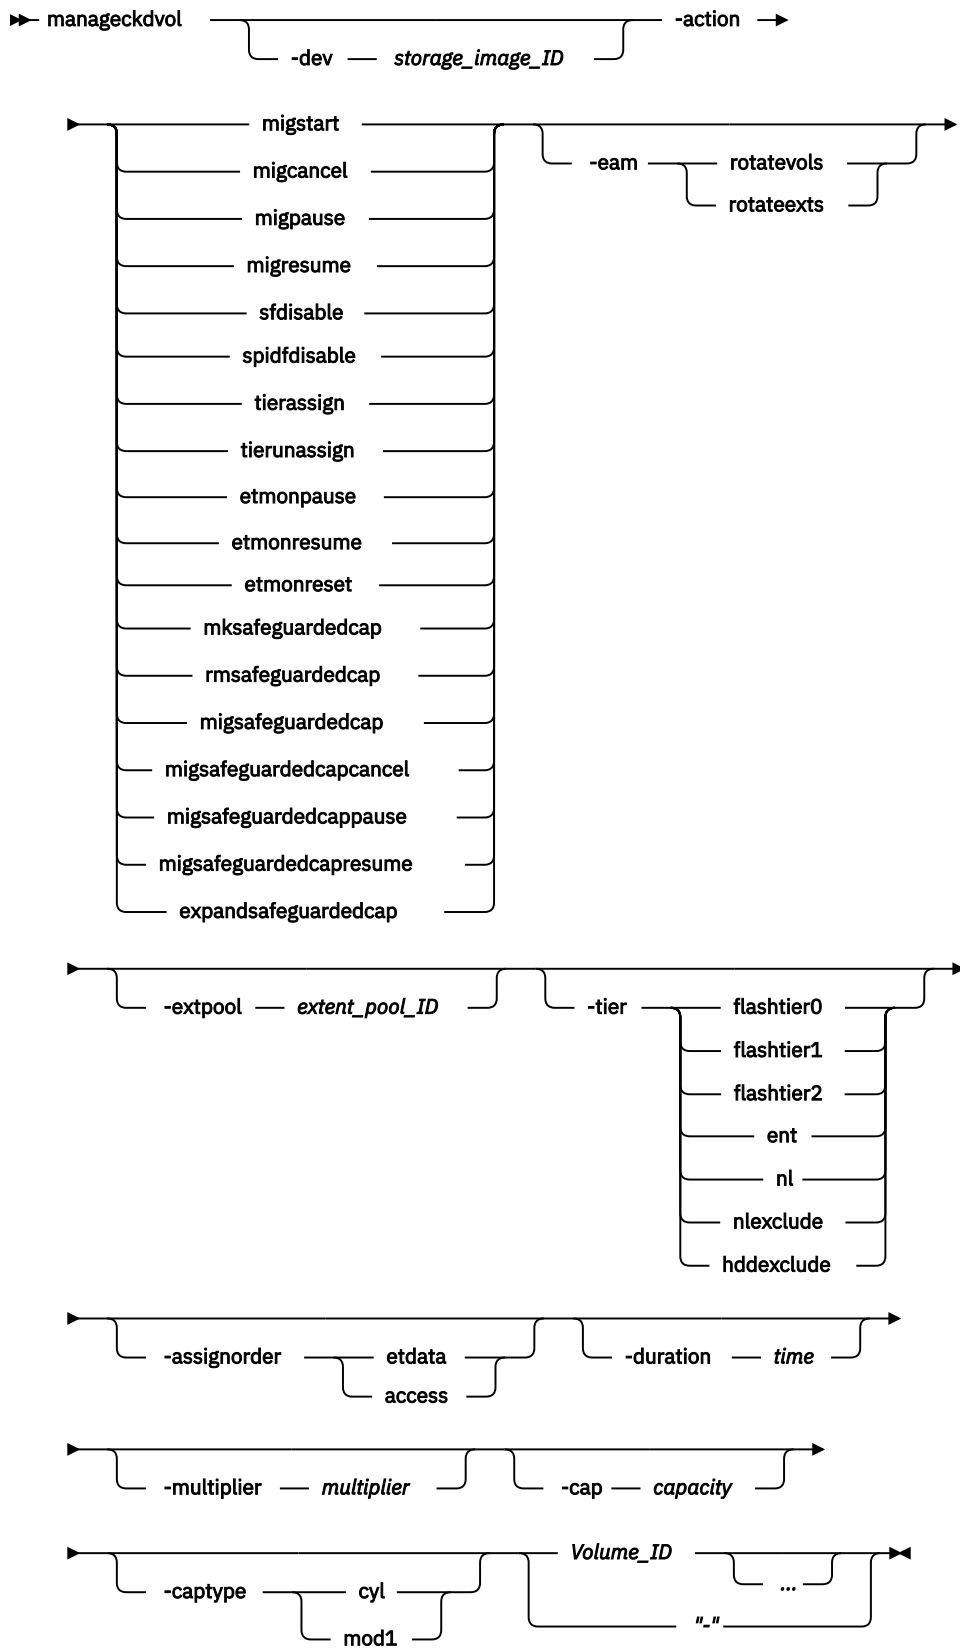 manageckdvol -dev storage_image_ID -action
migstart
migcancel
migpause
migresume
sfdisable
spidfdisable
tierassign
tierunassign
etmonpause
etmonresume
etmonreset
mksafeguardedcap
rmsafeguardedcap
migsafeguardedcap
migsafeguardedcapcancel
migsafeguardedcappause
migsafeguardedcapresume
expandsafeguardedcap
-eam rotatevols
rotateexts
-extpool extent_pool_ID
-tier flashtier0
flashtier1
flashtier2
ent
nl
nlexclude
hddexclude
-assignorder etdata
access
-duration time
-multiplier multiplier -cap capacity
-captype cyl
mod1
Volume_ID
...
"-"